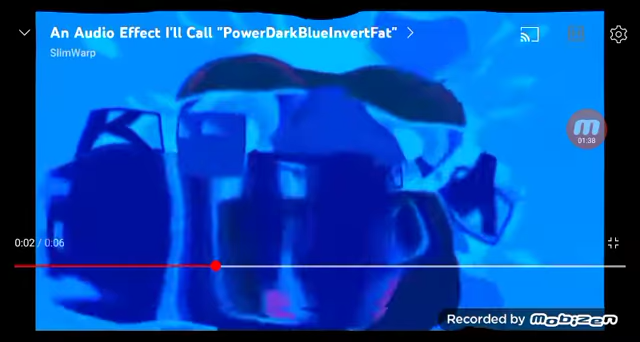 An Audio Effect I'll Call "PowerDarkBlueInvertFat"
SlimWarp
01:38
0:02 / 0:06
Recorded by Mobizen